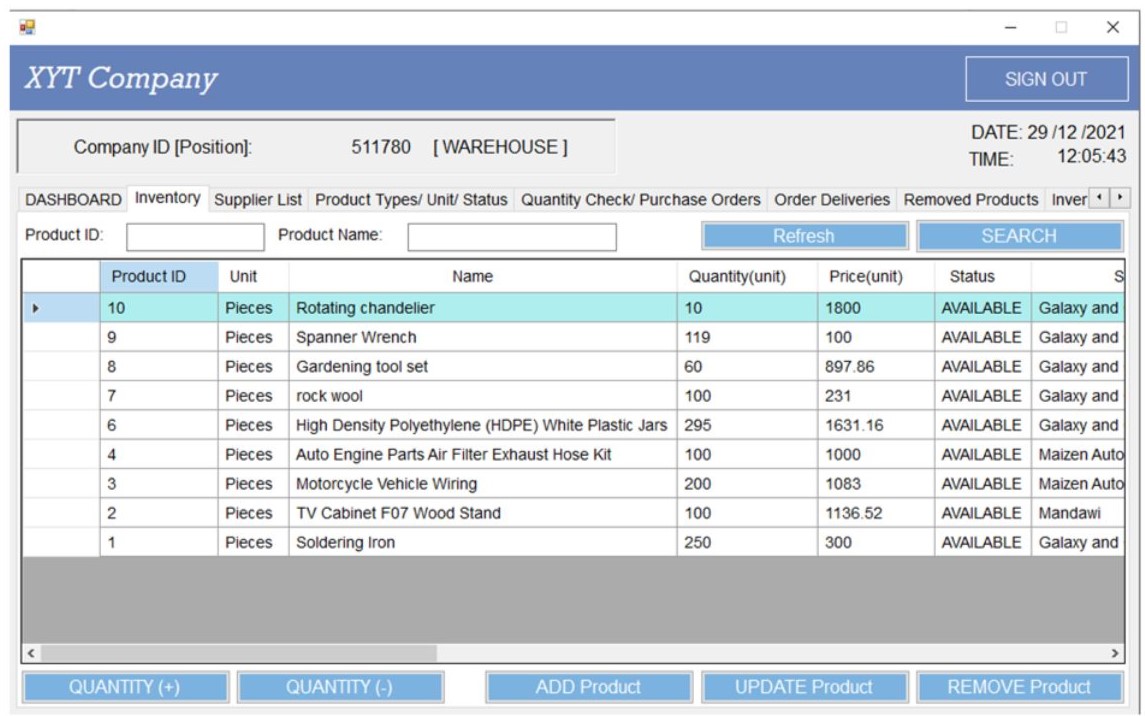 XYT Company
SIGN OUT
Company ID [Position]: 511780 [ WAREHOUSE ]
DATE: 29 /12 /2021
TIME: 12:05:43
DASHBOARD Inventory Supplier List Product Types/ Unit/ Status Quantity Check/ Purchase Orders Order Deliveries Removed Products Inver
Product ID: Product Name: Refresh SEARCH
Product ID Unit Name Quantity(unit) Price(unit) Status S
10 Pieces Rotating chandelier 10 1800 AVAILABLE Galaxy and
9 Pieces Spanner Wrench 119 100 AVAILABLE Galaxy and
8 Pieces Gardening tool set 60 897.86 AVAILABLE Galaxy and
7 Pieces rock wool 100 231 AVAILABLE Galaxy and
6 Pieces High Density Polyethylene (HDPE) White Plastic Jars 295 1631.16 AVAILABLE Galaxy and
4 Pieces Auto Engine Parts Air Filter Exhaust Hose Kit 100 1000 AVAILABLE Maizen Auto
3 Pieces Motorcycle Vehicle Wiring 200 1083 AVAILABLE Maizen Auto
2 Pieces TV Cabinet F07 Wood Stand 100 1136.52 AVAILABLE Mandawi
1 Pieces Soldering Iron 250 300 AVAILABLE Galaxy and
QUANTITY (+) QUANTITY (-) ADD Product UPDATE Product REMOVE Product